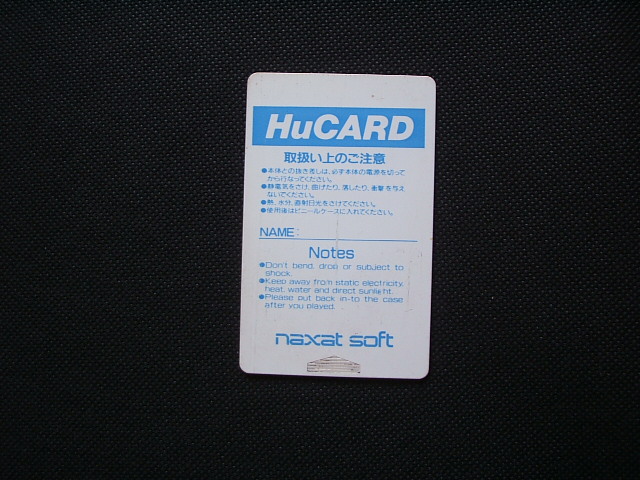 HuCARD
取扱い上のご注意
●本体との抜き差しは、必ず本体の電源を切って
から行なってください。
●静電気をさけ、曲げたり、落したり、衝撃を与え
ないでください。
●熱、水分、直射日光をさけてください。
●使用後はビニールケースに入れてください。
NAME:
Notes
●Don't bend, drop or subject to
shock.
●Keep away from static electricity,
heat, water and direct sunlight.
●Please put back in-to the case
after you played.
naxat soft